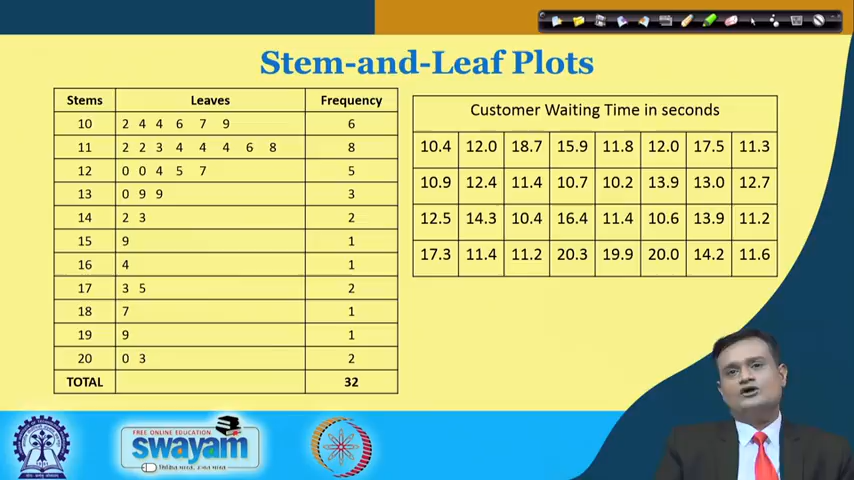 Stem-and-Leaf Plots
Stems Leaves Frequency
10 2 4 4 6 7 9 6
11 2 2 3 4 4 4 6 8 8
12 0 0 4 5 7 5
13 0 9 9 3
14 2 3 2
15 9 1
16 4 1
17 3 5 2
18 7 1
19 9 1
20 0 3 2
TOTAL 32
Customer Waiting Time in seconds
10.4 12.0 18.7 15.9 11.8 12.0 17.5 11.3
10.9 12.4 11.4 10.7 10.2 13.9 13.0 12.7
12.5 14.3 10.4 16.4 11.4 10.6 13.9 11.2
17.3 11.4 11.2 20.3 19.9 20.0 14.2 11.6
FREE ONLINE EDUCATION
swayam
शिक्षित भारत, उन्नत भारत